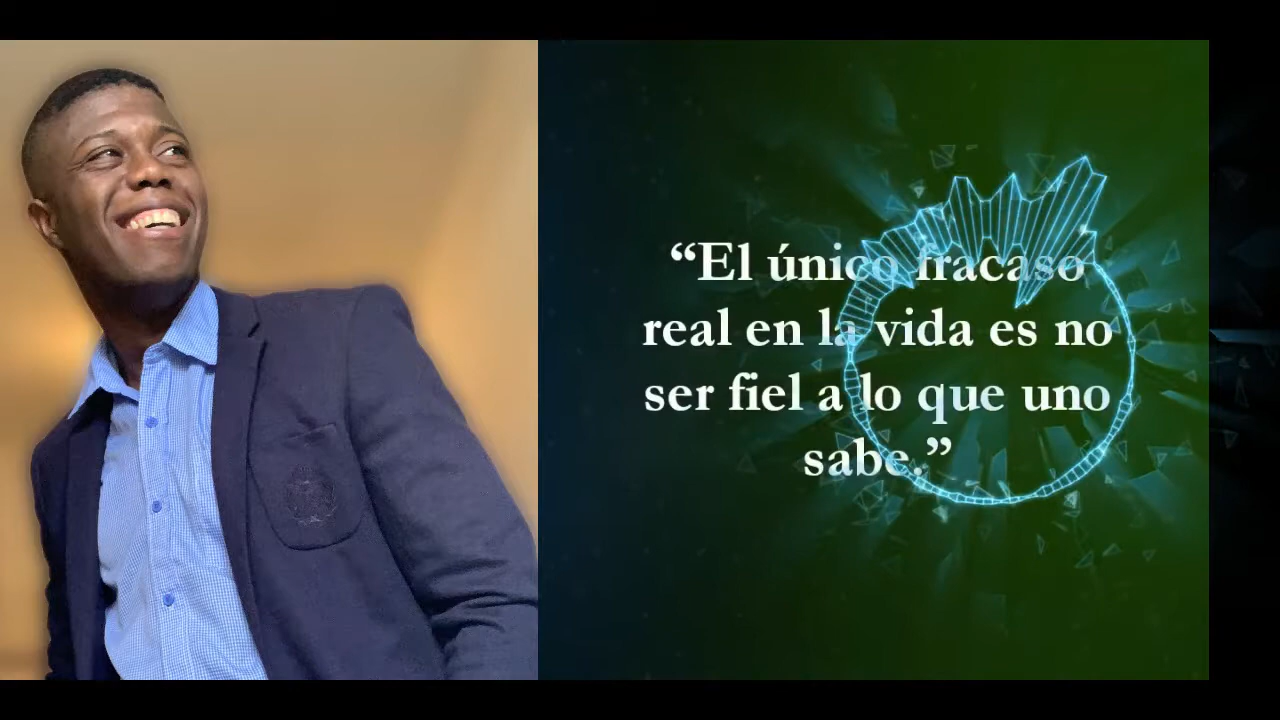 “El único fracaso
real en la vida es no
ser fiel a lo que uno
sabe.”